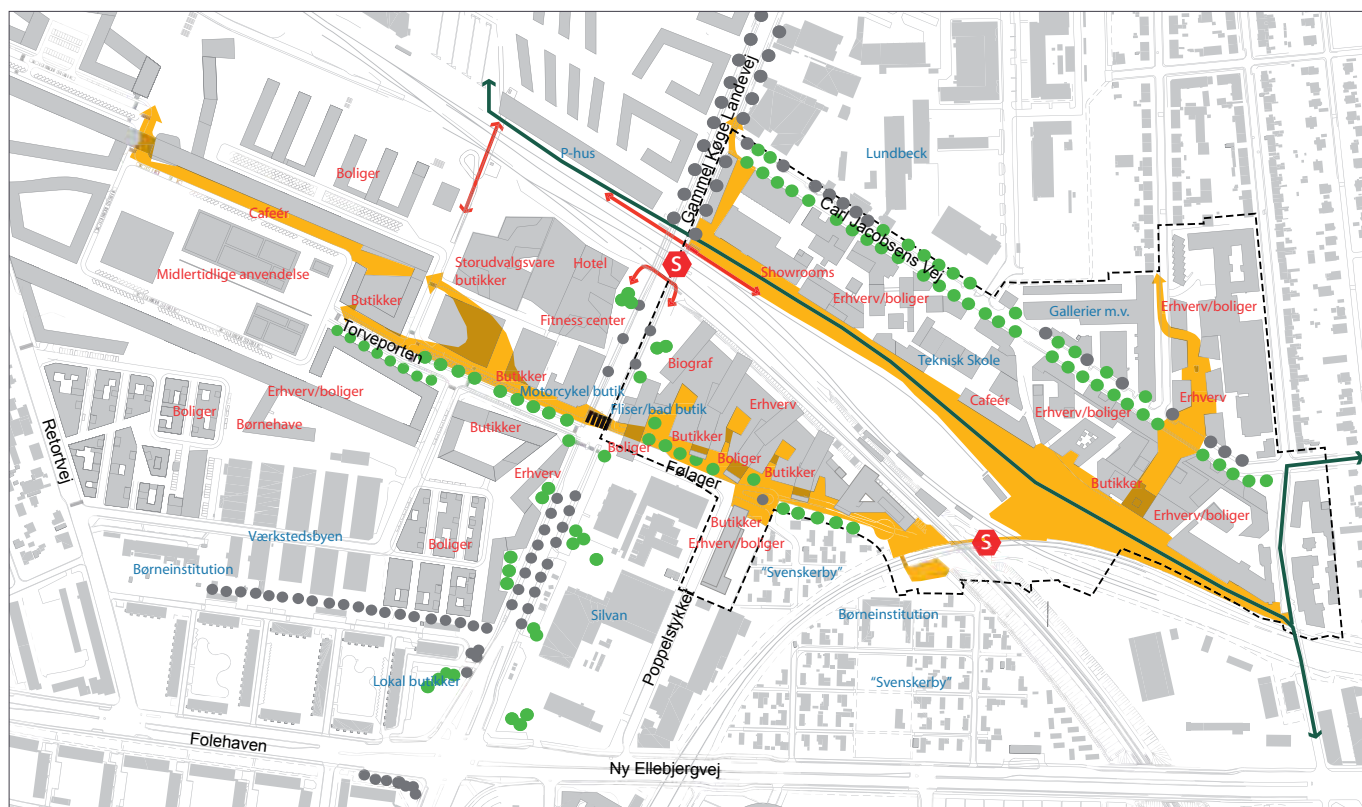 Gammel Køge Landevej
P-hus
Lundbeck
Boliger
Carl Jacobsens Vej
Cafeér
S
Storudvalgsvare
butikker
Hotel
Showrooms
Midlertidlige anvendelse
Butikker
Erhverv/boliger
Gallerier m.v.
Erhverv/boliger
Fitness center
Torveporten
Biograf
Teknisk Skole
Butikker
Motorcykel butik
Erhverv/boliger
Cafeér
Erhverv
Fliser/bad butik
Erhverv
Erhverv/boliger
Boliger
Børnehave
Butikker
Boliger
Butikker
Boliger
Følager
Butikker
Butikker
Retortvej
Erhverv
Butikker
Erhverv/boliger
Erhverv/boliger
Værkstedsbyen
Boliger
S
Børneinstitution
"Svenskerby"
Silvan
Poppelstykket
Børneinstitution
Lokal butikker
"Svenskerby"
Folehaven
Ny Ellebjergvej